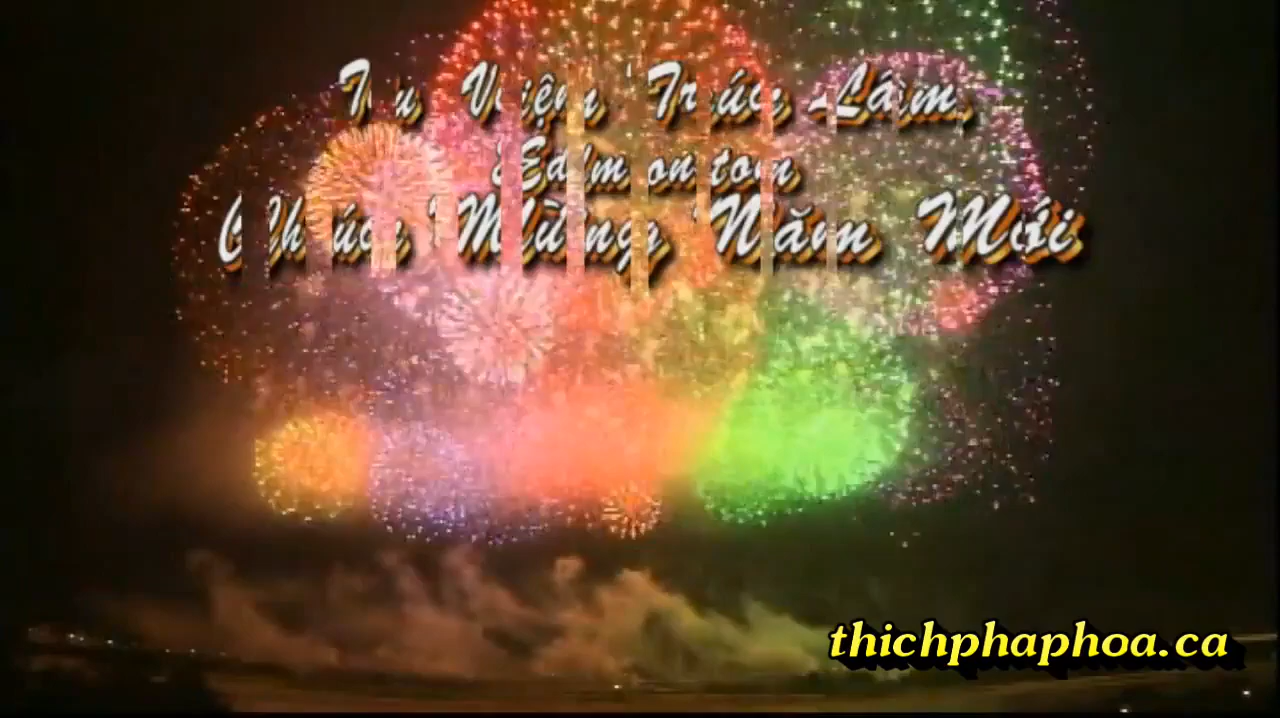 Tu Viện Trúc Lâm
Edmonton
Chúc Mừng Năm Mới
thichphaphoa.ca